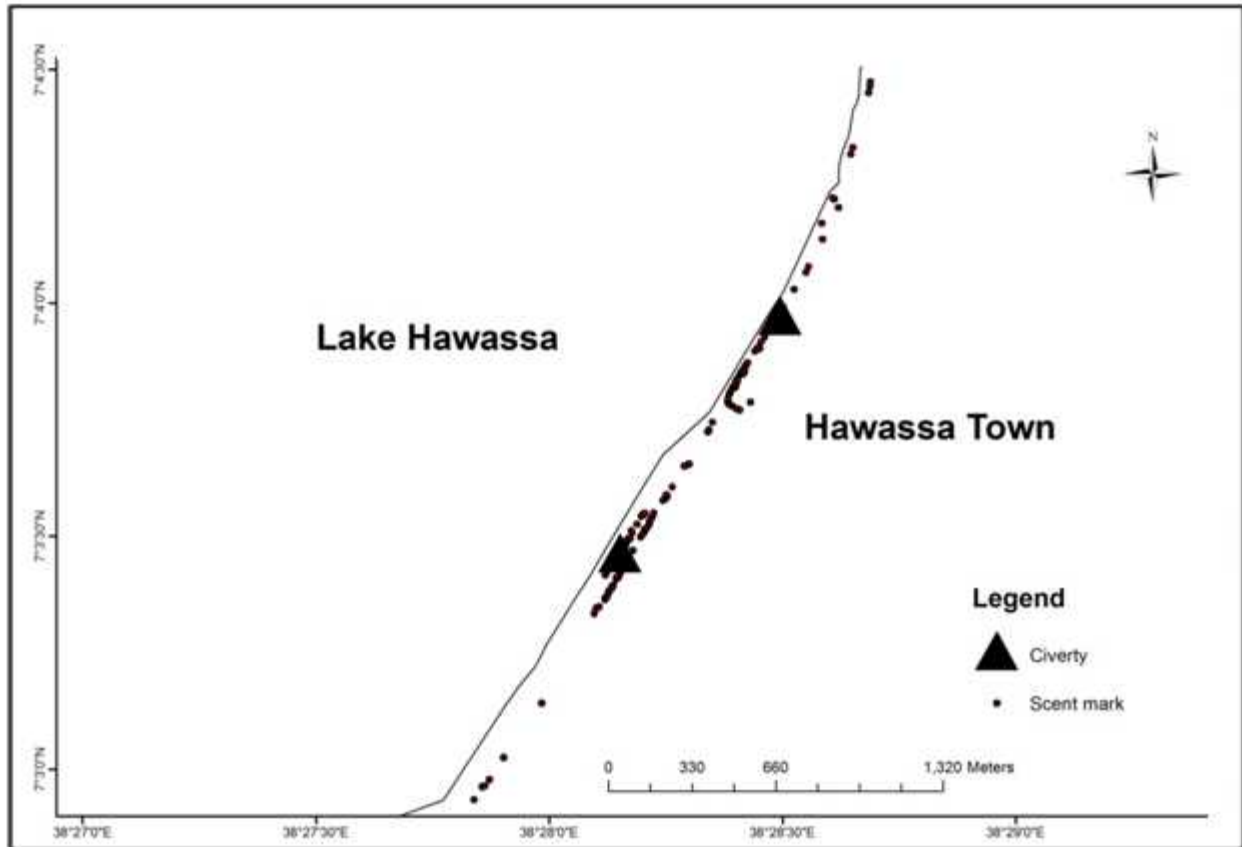 7°4'30"N
N
7°4'0"N
Lake Hawassa
Hawassa Town
7°3'30"N
Legend
Civerty
Scent mark
7°3'0"N
0 330 660 1,320 Meters
38°27'0"E 38°27'30"E 38°28'0"E 38°28'30"E 38°29'0"E